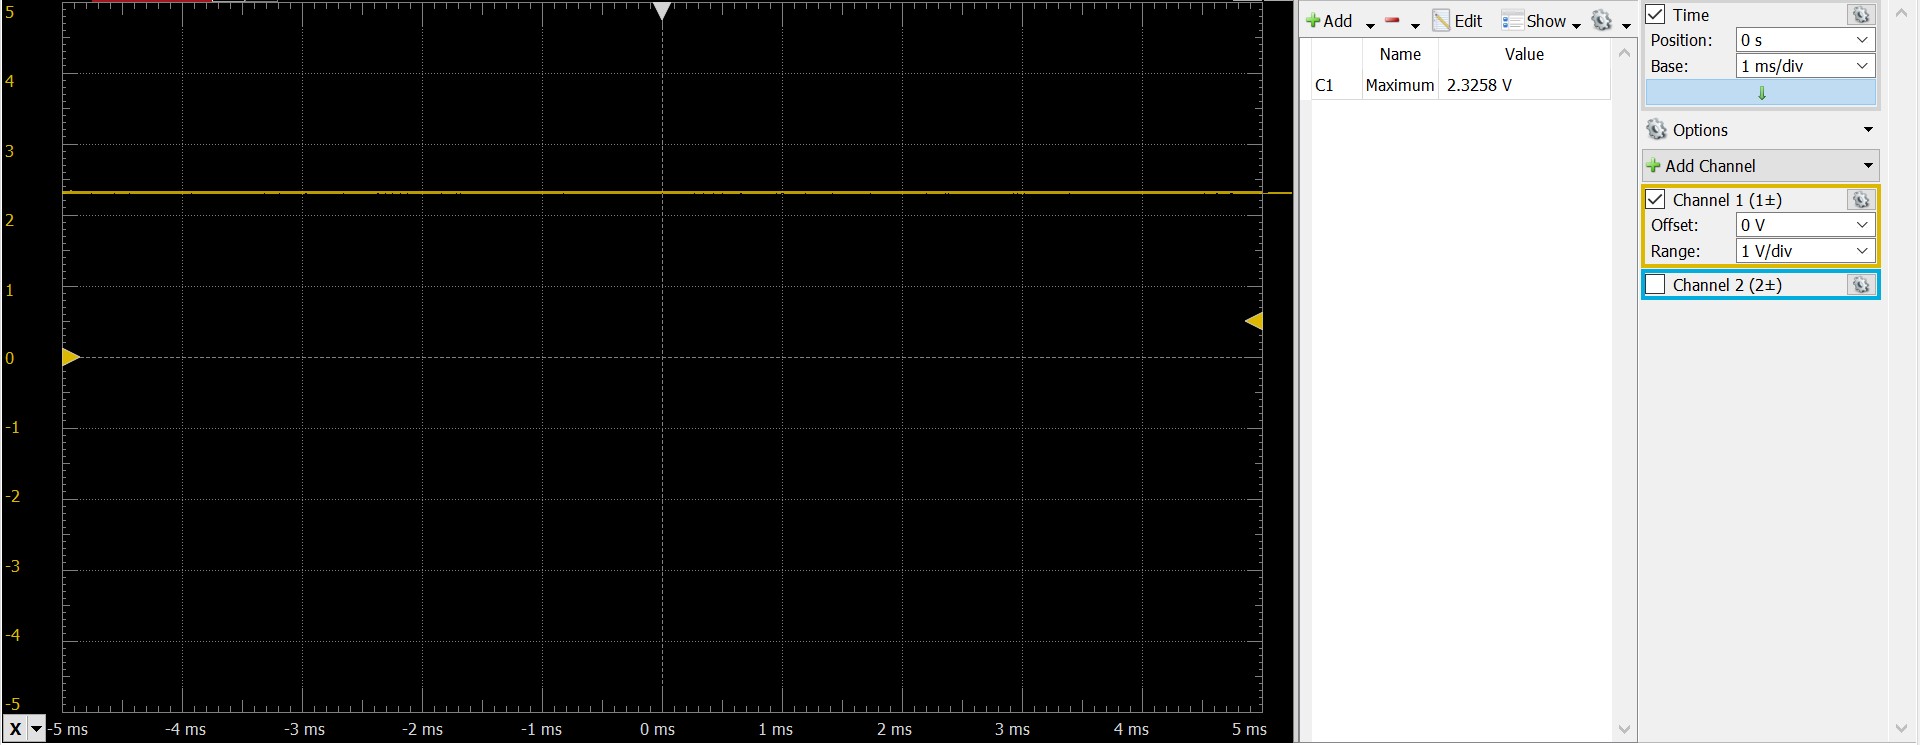 5
4
3
2
1
0
-1
-2
-3
-4
-5
X
-5 ms -4 ms -3 ms -2 ms -1 ms 0 ms 1 ms 2 ms 3 ms 4 ms 5 ms
Add Edit Show
Name Value
C1 Maximum 2.3258 V
Time
Position: 0 s
Base: 1 ms/div
Options
Add Channel
Channel 1 (1±)
Offset: 0 V
Range: 1 V/div
Channel 2 (2±)